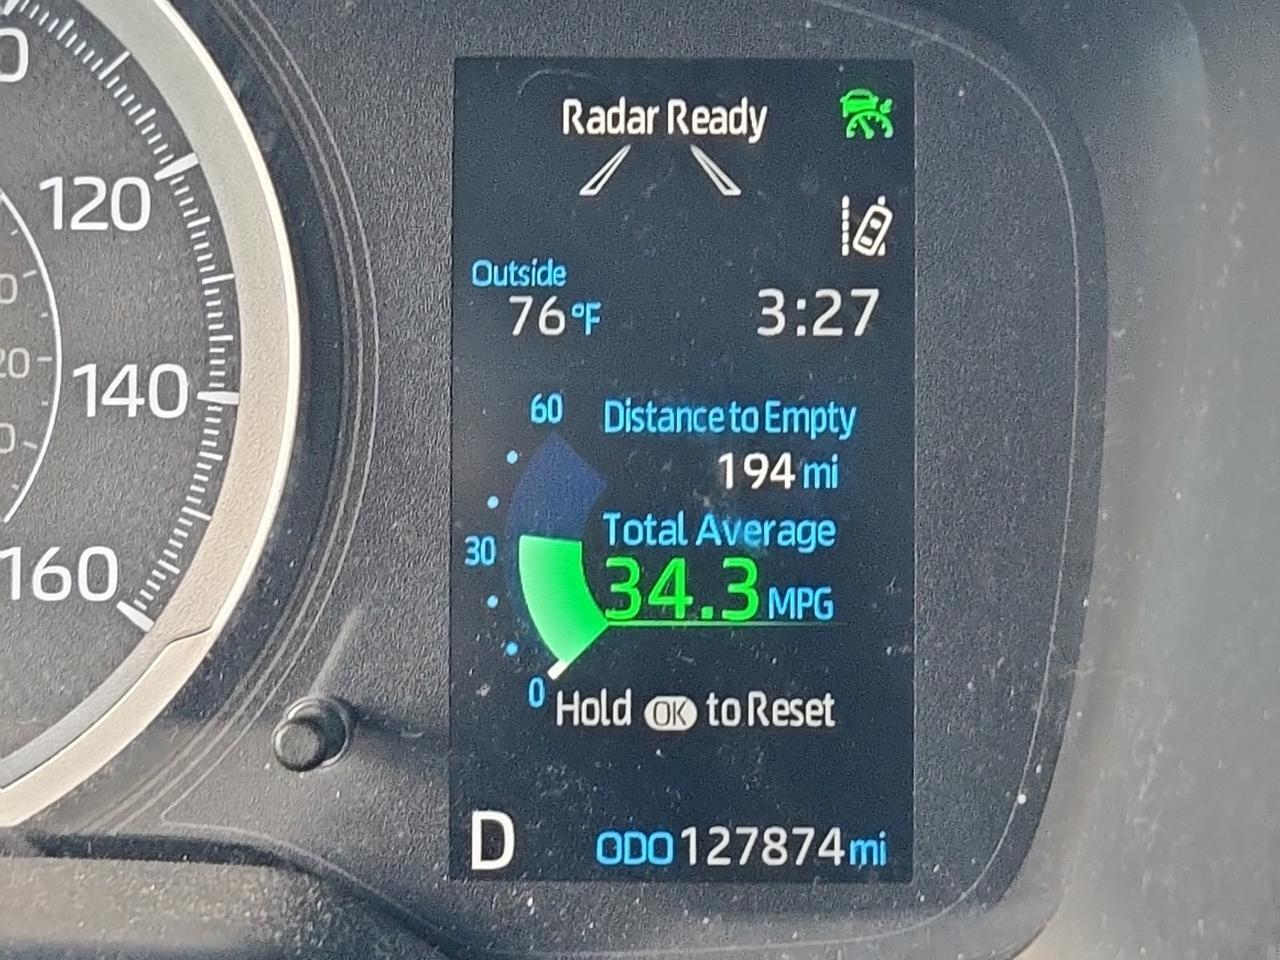 120
140
160
Radar Ready
Outside
76°F
3:27
60
Distance to Empty
194 mi
Total Average
30
34.3 MPG
0
Hold OK to Reset
D
ODO 127874 mi